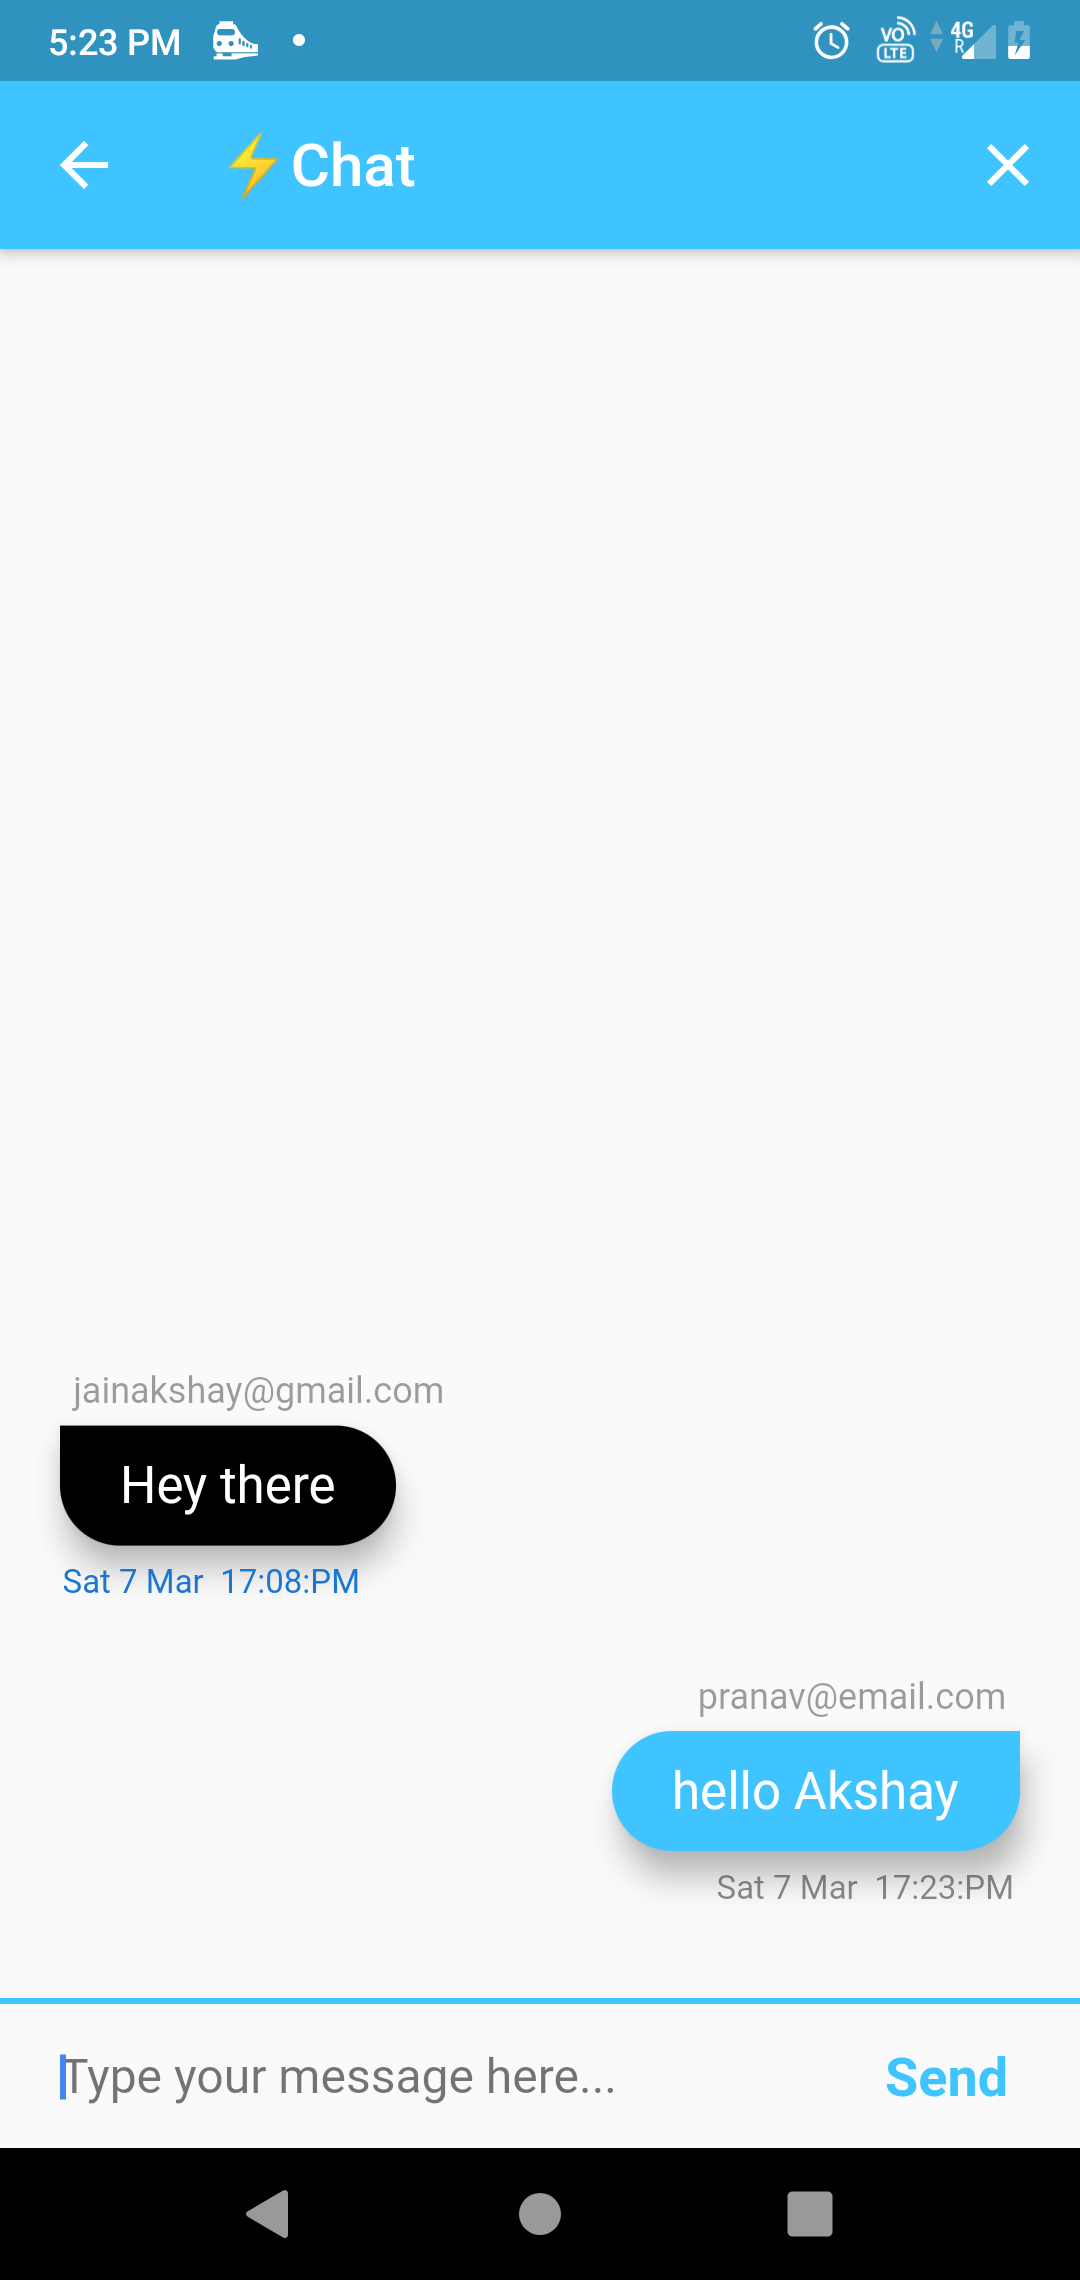 5:23 PM
VO LTE 4G R
⚡Chat
jainakshay@gmail.com
Hey there
Sat 7 Mar  17:08:PM
pranav@email.com
hello Akshay
Sat 7 Mar  17:23:PM
Type your message here...
Send